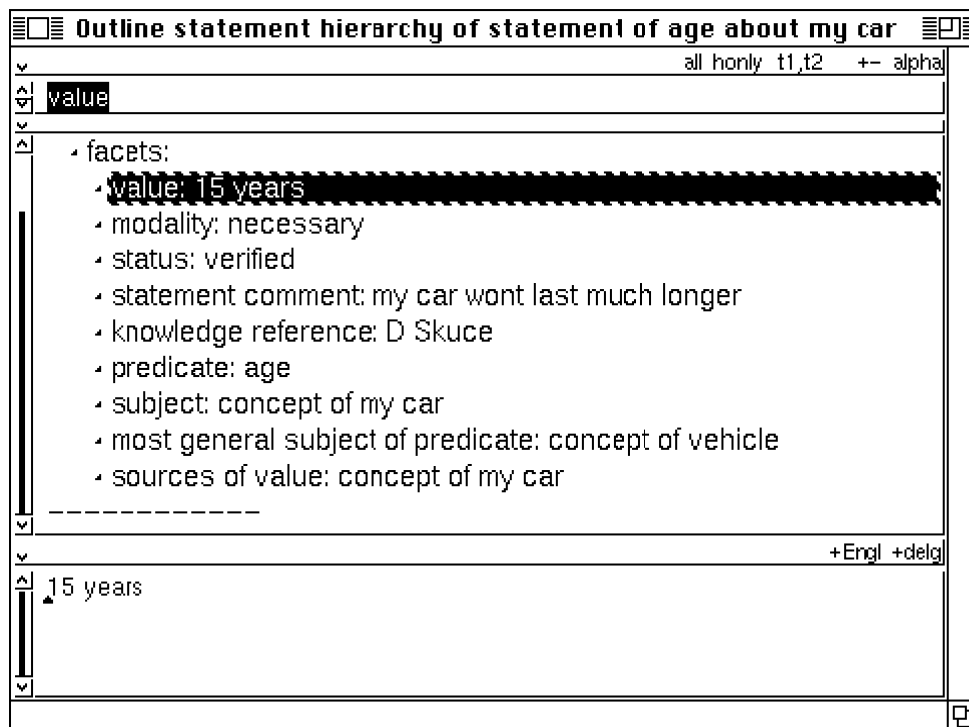 Outline statement hierarchy of statement of age about my car
all honly t1,t2 +- alpha
value
facets:
value: 15 years
modality: necessary
status: verified
statement comment: my car wont last much longer
knowledge reference: D Skuce
predicate: age
subject: concept of my car
most general subject of predicate: concept of vehicle
sources of value: concept of my car
------------
+Engl +delg
15 years